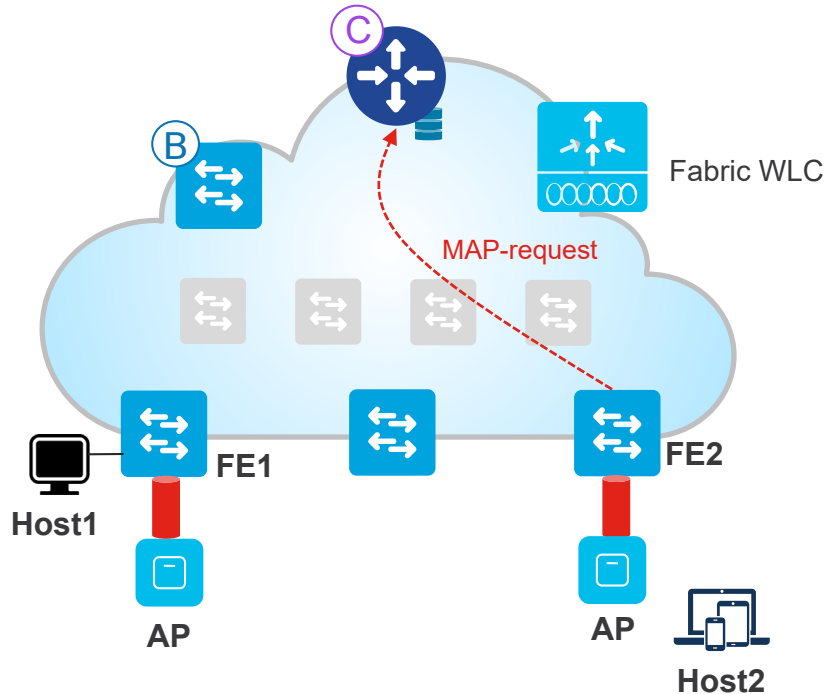 C
B
Fabric WLC
MAP-request
FE1
FE2
Host1
AP
AP
Host2